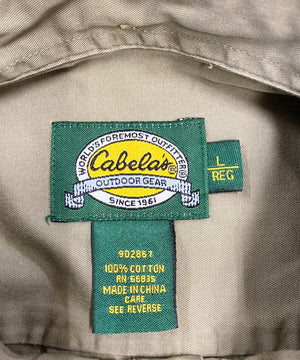 WORLD'S FOREMOST OUTFITTER
Cabela's®
OUTDOOR GEAR
SINCE 1961
L
REG
902867
100% COTTON
RN 56835
MADE IN CHINA
CARE
SEE REVERSE